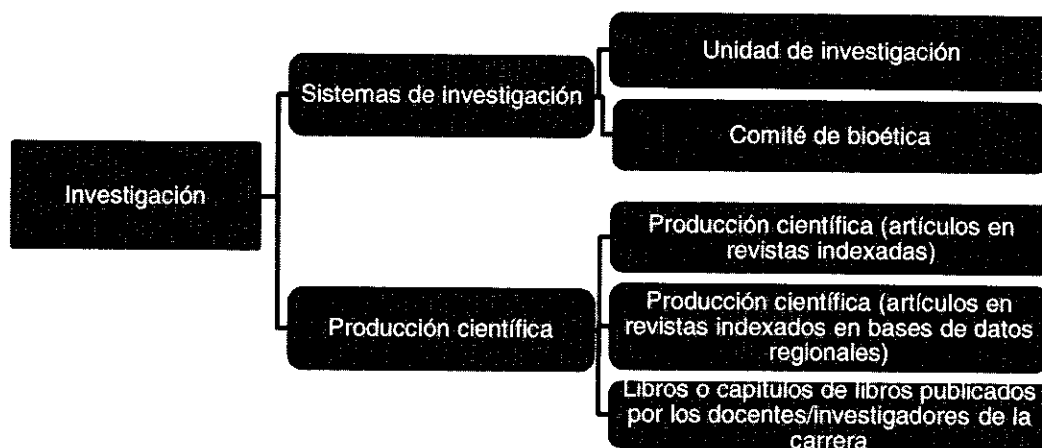 Investigación
Sistemas de investigación
Unidad de investigación
Comité de bioética
Producción científica
Producción científica (artículos en
revistas indexadas)
Producción científica (artículos en
revistas indexados en bases de datos
regionales)
Libros o capítulos de libros publicados
por los docentes/investigadores de la
carrera